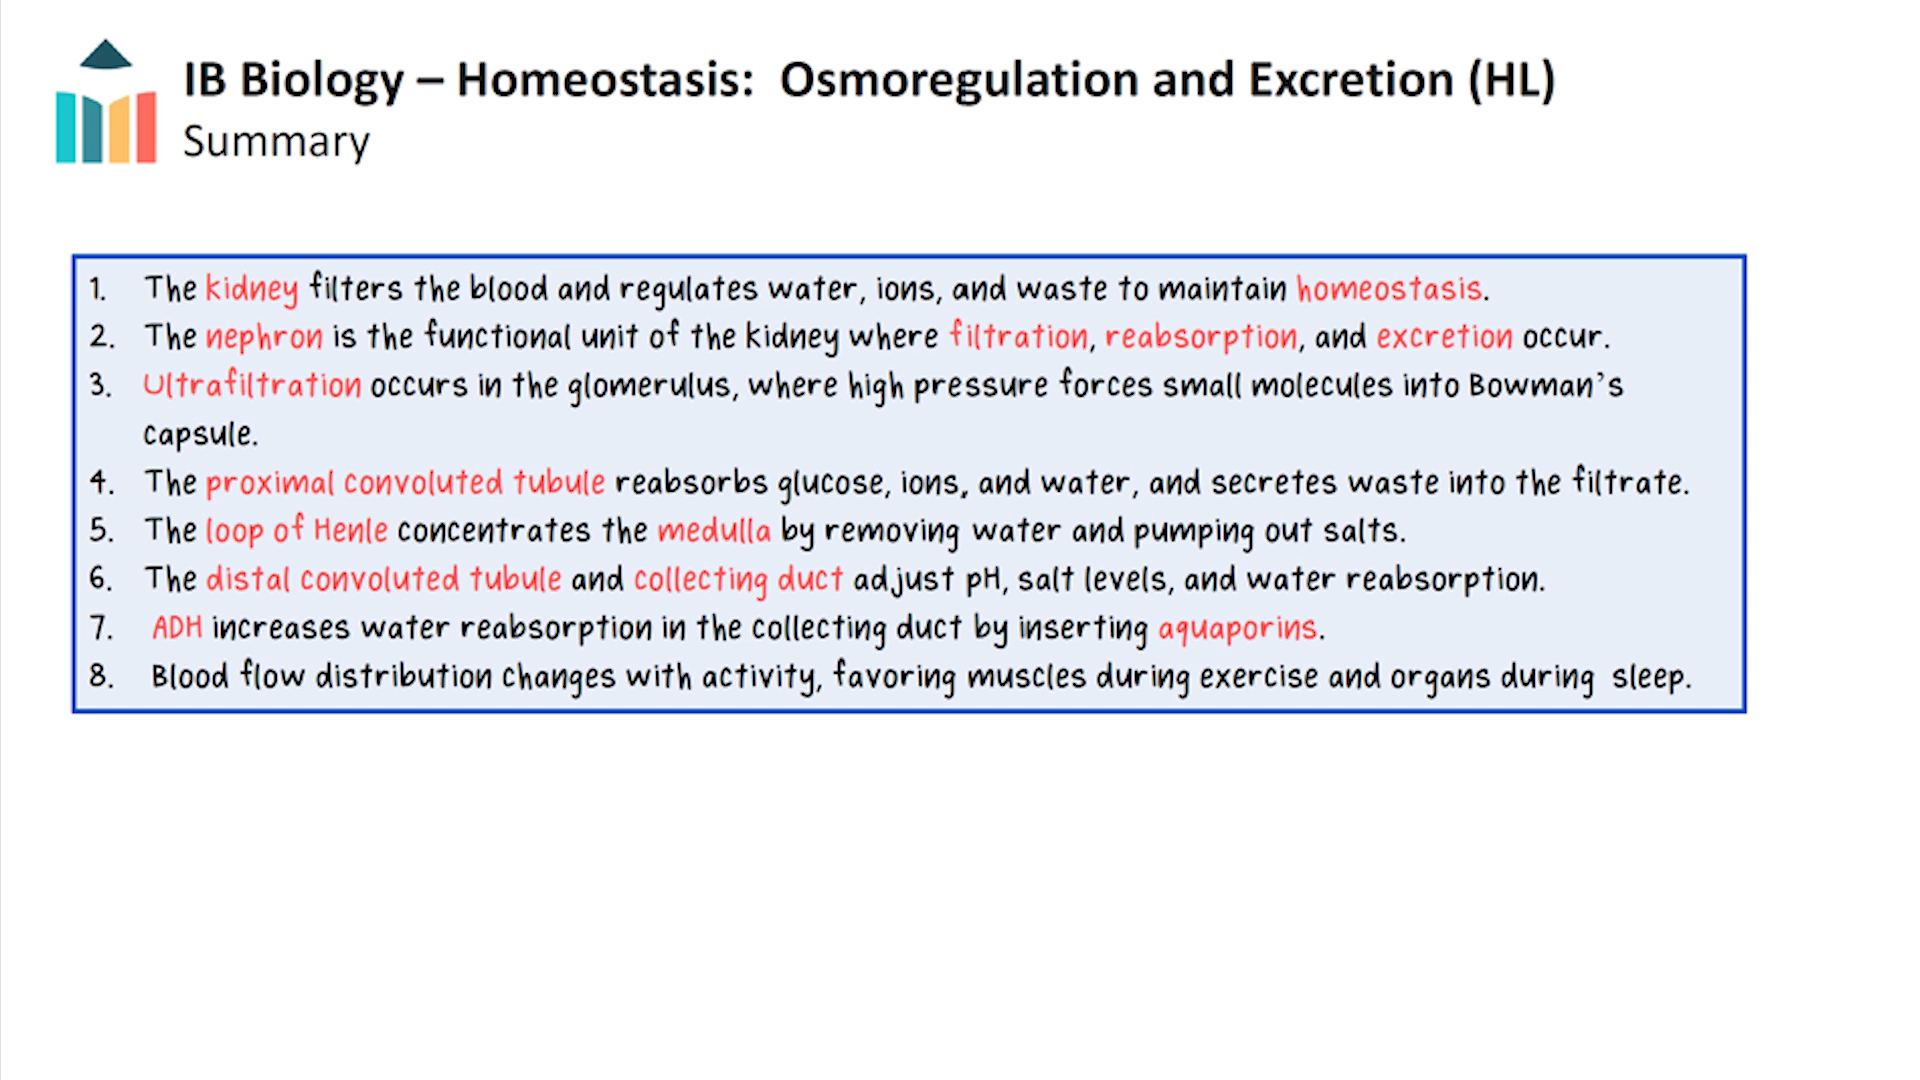 IB Biology – Homeostasis: Osmoregulation and Excretion (HL)
Summary
1. The kidney filters the blood and regulates water, ions, and waste to maintain homeostasis.
2. The nephron is the functional unit of the kidney where filtration, reabsorption, and excretion occur.
3. Ultrafiltration occurs in the glomerulus, where high pressure forces small molecules into Bowman's
capsule.
4. The proximal convoluted tubule reabsorbs glucose, ions, and water, and secretes waste into the filtrate.
5. The loop of Henle concentrates the medulla by removing water and pumping out salts.
6. The distal convoluted tubule and collecting duct adjust pH, salt levels, and water reabsorption.
7. ADH increases water reabsorption in the collecting duct by inserting aquaporins.
8. Blood flow distribution changes with activity, favoring muscles during exercise and organs during sleep.